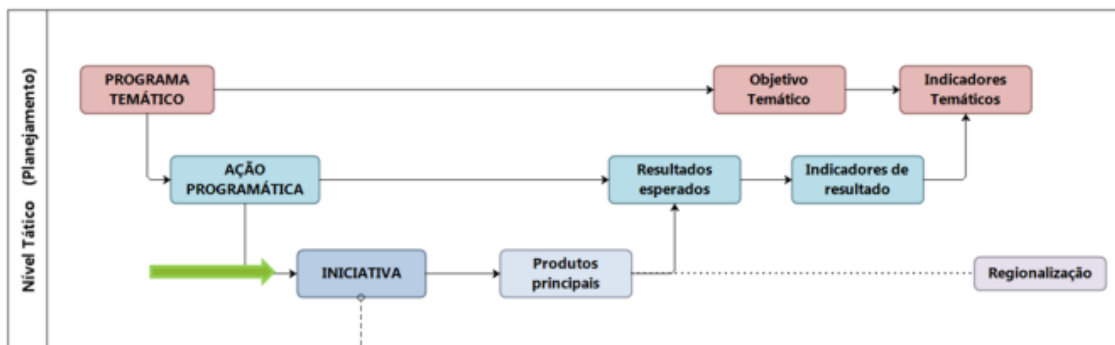 Nível Tático (Planejamento)
PROGRAMA
TEMÁTICO
Objetivo
Temático
Indicadores
Temáticos
AÇÃO
PROGRAMÁTICA
Resultados
esperados
Indicadores de
resultado
INICIATIVA
Produtos
principais
Regionalização